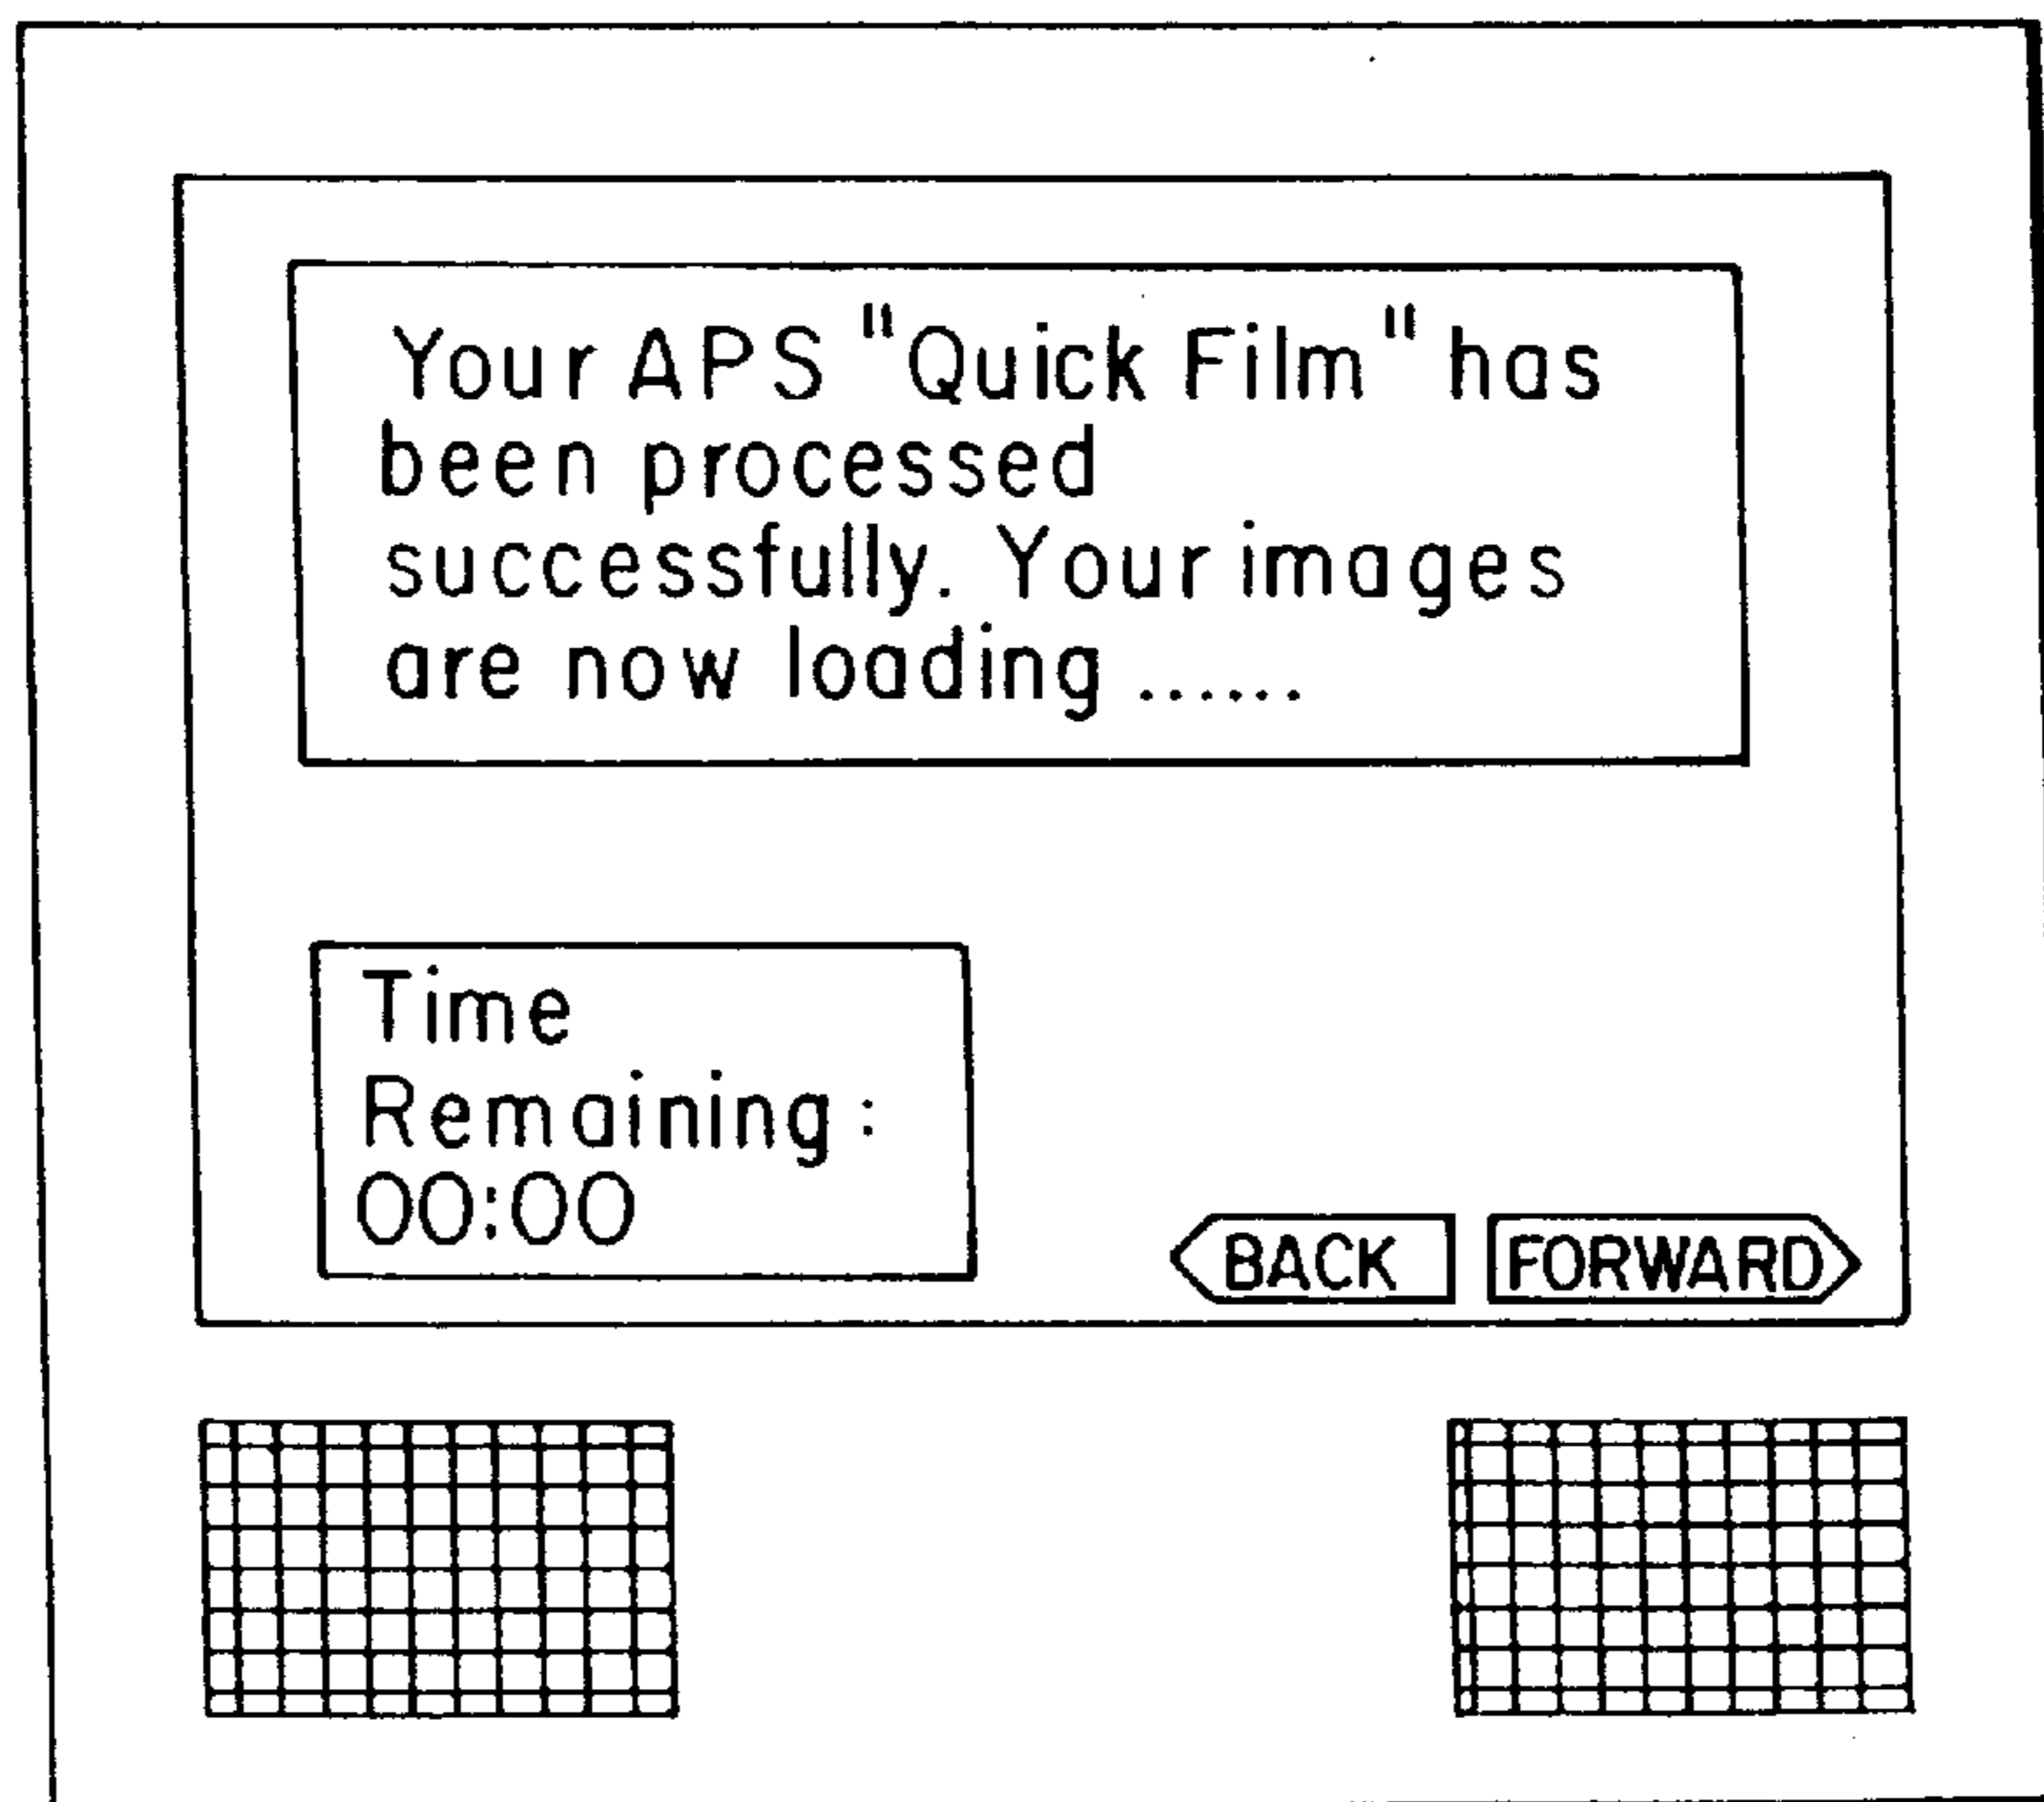 Your APS "Quick Film" has
been processed
successfully. Your images
are now loading ......
Time
Remaining:
00:00
BACK
FORWARD